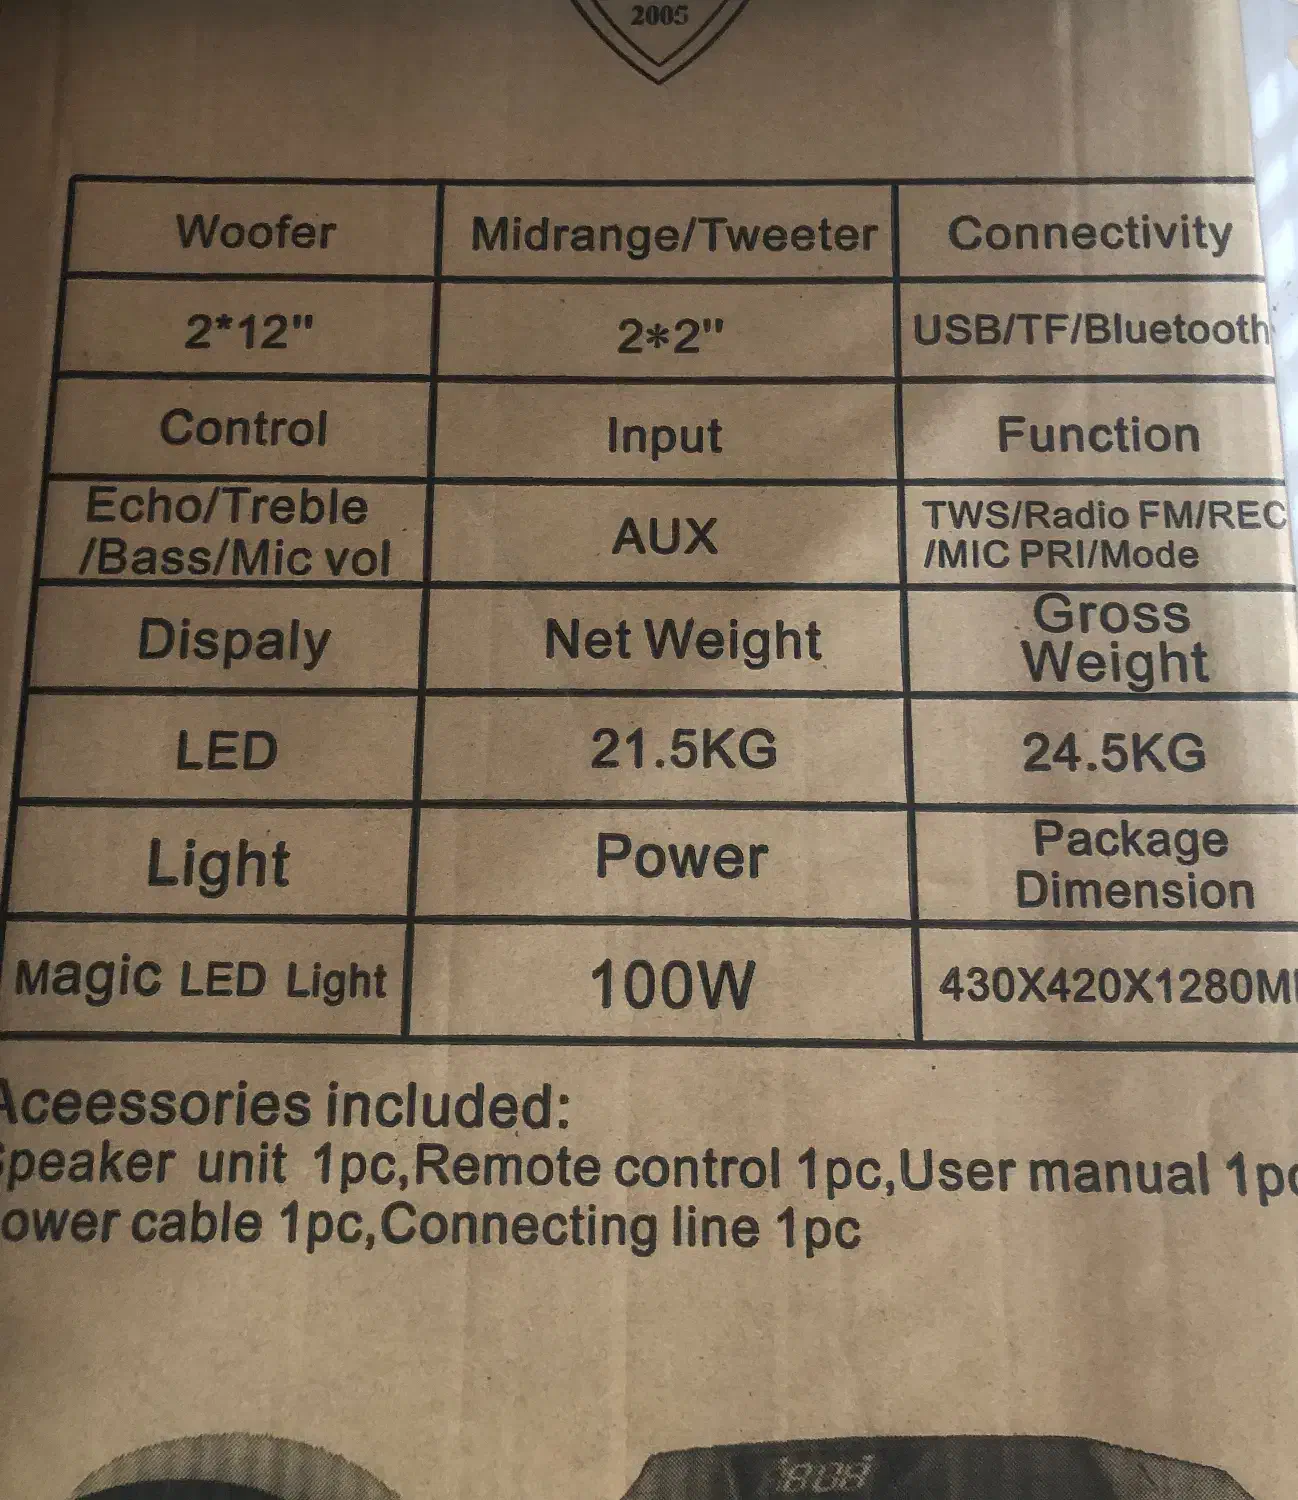 2005
Woofer Midrange/Tweeter Connectivity
2*12" 2*2" USB/TF/Bluetooth
Control Input Function
Echo/Treble
/Bass/Mic vol
AUX
TWS/Radio FM/REC
/MIC PRI/Mode
Dispaly Net Weight
Gross
Weight
LED 21.5KG 24.5KG
Light Power
Package
Dimension
Magic LED Light 100W 430X420X1280M
Aceessories included:
Speaker unit 1pc,Remote control 1pc,User manual 1pc
ower cable 1pc,Connecting line 1pc